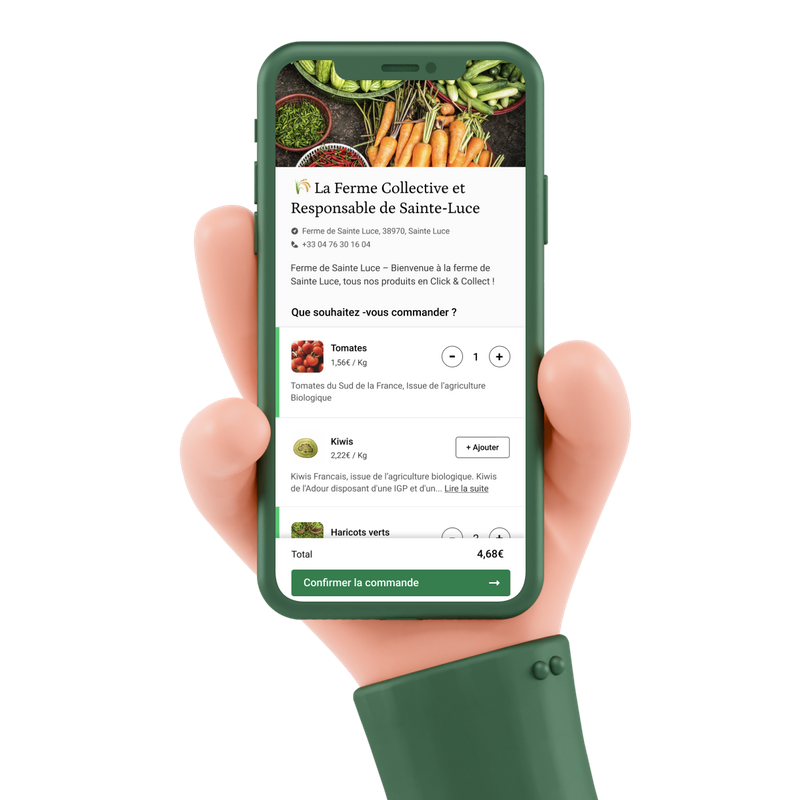 La Ferme Collective et
Responsable de Sainte-Luce
Ferme de Sainte Luce, 38970, Sainte Luce
+33 04 76 30 16 04
Ferme de Sainte Luce – Bienvenue à la ferme de
Sainte Luce, tous nos produits en Click & Collect !
Que souhaitez -vous commander ?
Tomates
1,56€ / Kg
- 1 +
Tomates du Sud de la France, Issue de l'agriculture
Biologique
Kiwis
2,22€ / Kg
+ Ajouter
Kiwis Francais, issue de l'agriculture biologique. Kiwis
de l'Adour disposant d'une IGP et d'un... Lire la suite
Haricots verts
Total 4,68€
Confirmer la commande →